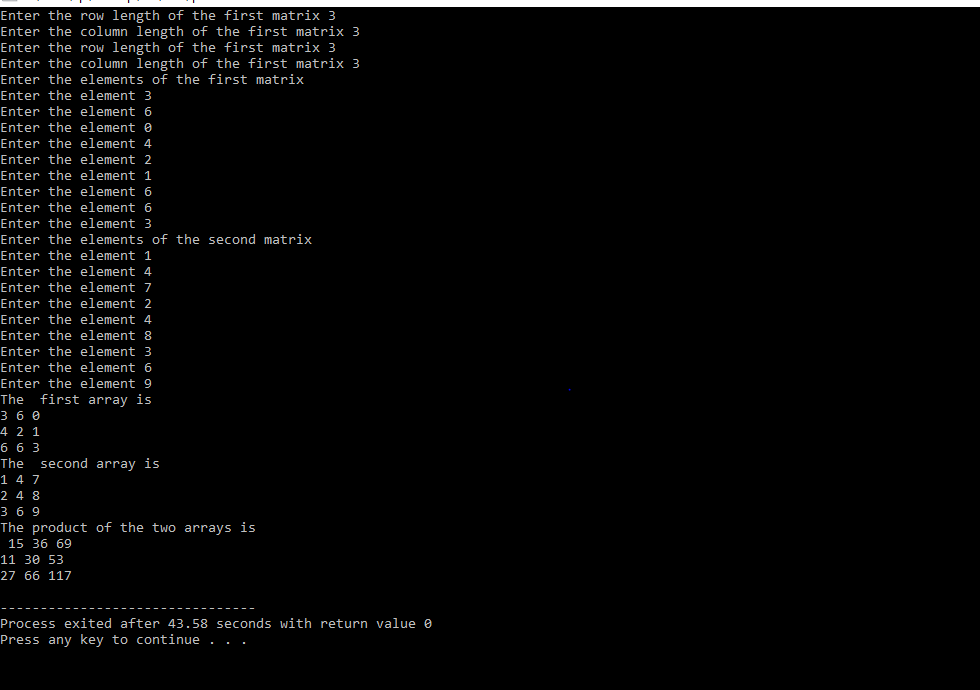 Enter the row length of the first matrix 3
Enter the column length of the first matrix 3
Enter the row length of the first matrix 3
Enter the column length of the first matrix 3
Enter the elements of the first matrix
Enter the element 3
Enter the element 6
Enter the element 0
Enter the element 4
Enter the element 2
Enter the element 1
Enter the element 6
Enter the element 6
Enter the element 3
Enter the elements of the second matrix
Enter the element 1
Enter the element 4
Enter the element 7
Enter the element 2
Enter the element 4
Enter the element 8
Enter the element 3
Enter the element 6
Enter the element 9
The  first array is
3 6 0
4 2 1
6 6 3
The  second array is
1 4 7
2 4 8
3 6 9
The product of the two arrays is
 15 36 69
11 30 53
27 66 117

--------------------------------
Process exited after 43.58 seconds with return value 0
Press any key to continue . . .